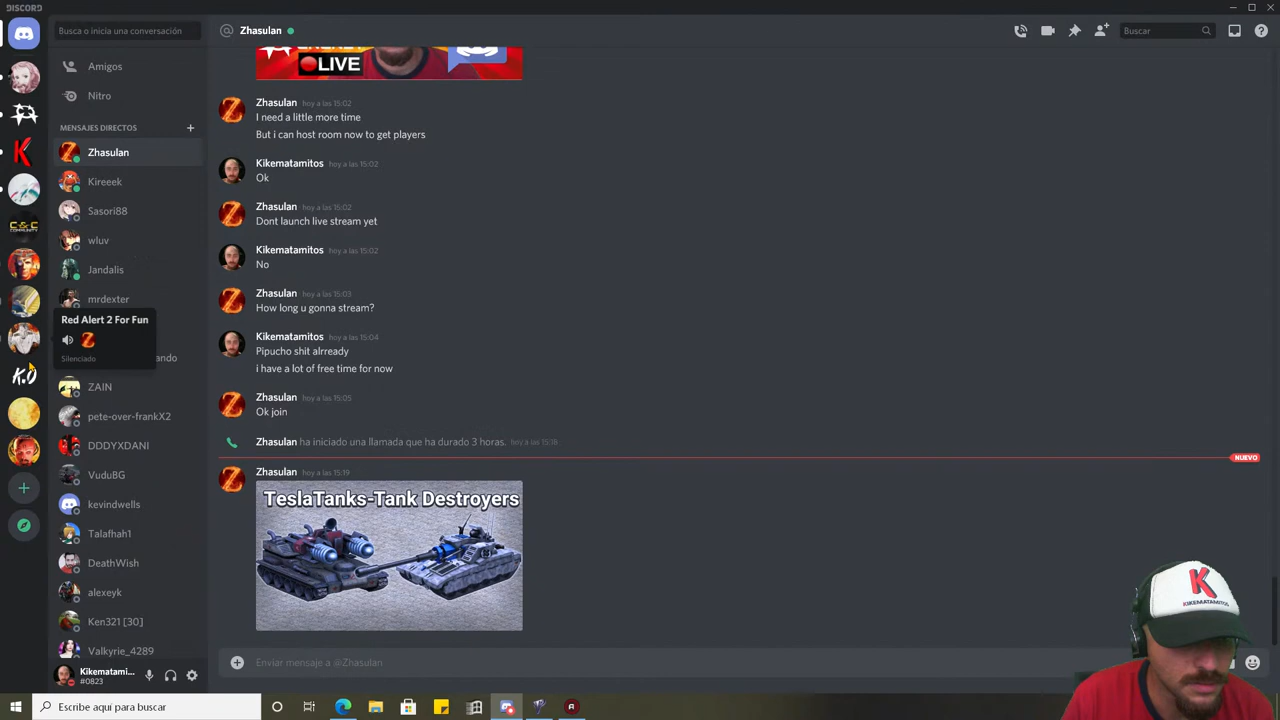 DISCORD
Busca o inicia una conversación
Zhasulan
Buscar
Amigos
Nitro
MENSAJES DIRECTOS
Zhasulan
Kireeek
Sasori88
wluv
Jandalis
mrdexter
Red Alert 2 For Fun
Silenciado
ando
ZAIN
pete-over-frankX2
DDDYXDANI
VuduBG
kevindwells
Talafhah1
DeathWish
alexeyk
Ken321 [30]
Valkyrie_4289
Kikematami...
#0823
C&C
COMMUNITY
K.O
LIVE
Zhasulan hoy a las 15:02
I need a little more time
But i can host room now to get players
Kikematamitos hoy a las 15:02
Ok
Zhasulan hoy a las 15:02
Dont launch live stream yet
Kikematamitos hoy a las 15:02
No
Zhasulan hoy a las 15:03
How long u gonna stream?
Kikematamitos hoy a las 15:04
Pipucho shit alrready
i have a lot of free time for now
Zhasulan hoy a las 15:05
Ok join
Zhasulan ha iniciado una llamada que ha durado 3 horas. hoy a las 15:18
NUEVO
Zhasulan hoy a las 15:19
TeslaTanks-Tank Destroyers
Enviar mensaje a @Zhasulan
K
KIKEMATAMITOS
Escribe aquí para buscar